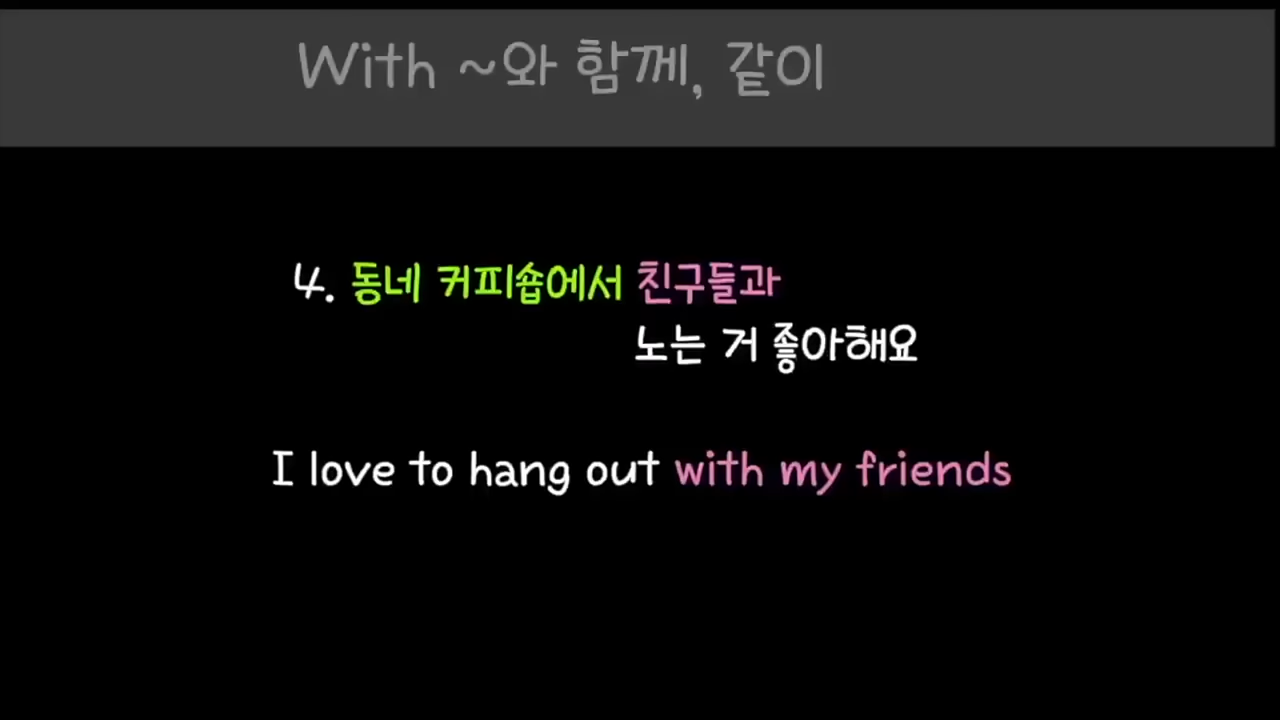 With ~와 함께, 같이
4. 동네 커피숍에서 친구들과
노는 거 좋아해요
I love to hang out with my friends